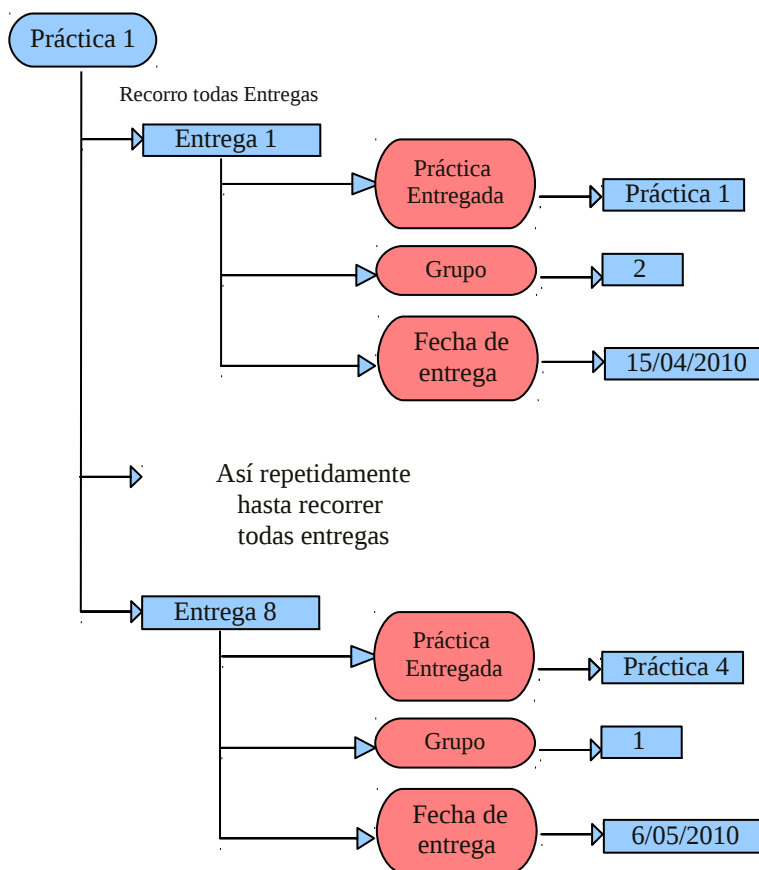 Práctica 1
Recorro todas Entregas
Entrega 1
Práctica
Entregada
Práctica 1
Grupo
2
Fecha de
entrega
15/04/2010
Así repetidamente
hasta recorrer
todas entregas
Entrega 8
Práctica
Entregada
Práctica 4
Grupo
1
Fecha de
entrega
6/05/2010